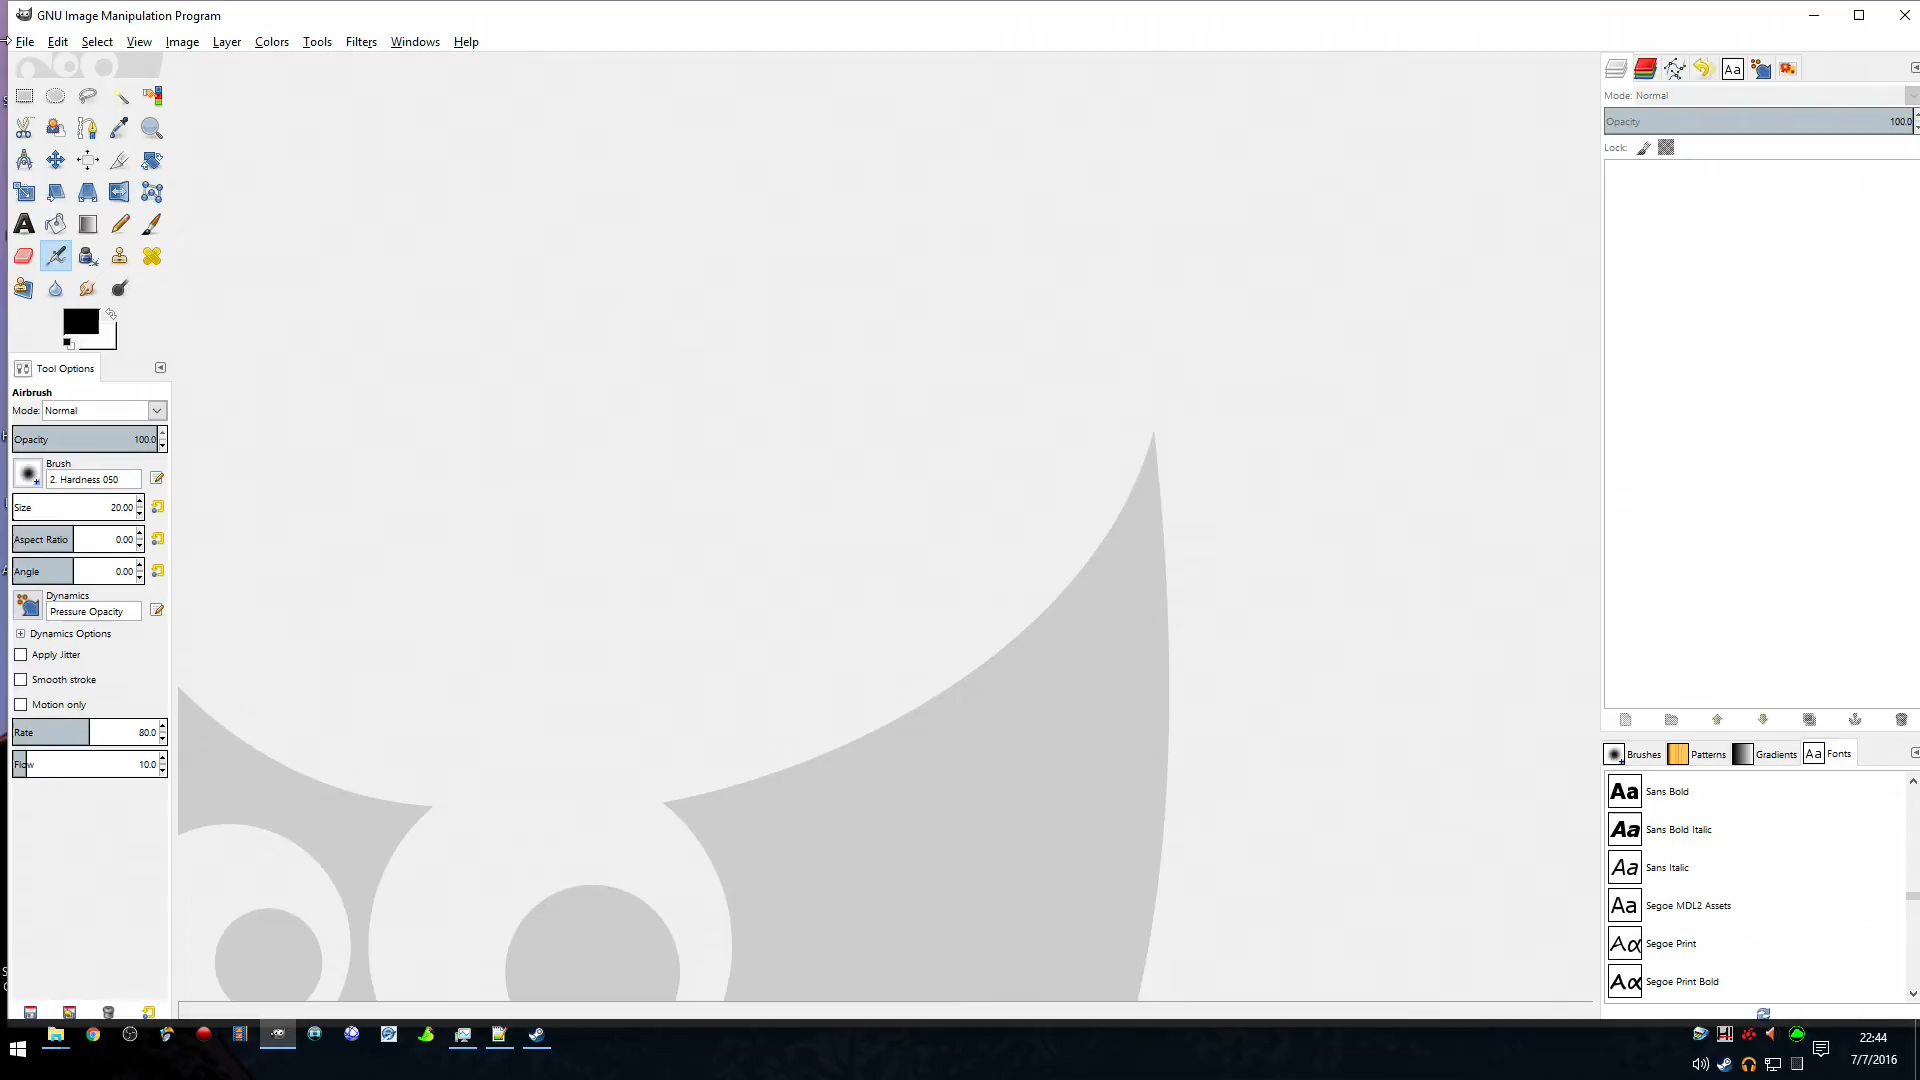 GNU Image Manipulation Program
File Edit Select View Image Layer Colors Tools Filters Windows Help
Mode: Normal
Opacity 100.0
Lock:
Tool Options
Airbrush
Mode: Normal
Opacity 100.0
Brush
2. Hardness 050
Size 20.00
Aspect Ratio 0.00
Angle 0.00
Dynamics
Pressure Opacity
Dynamics Options
Apply Jitter
Smooth stroke
Motion only
Rate 80.0
Flow 10.0
Brushes Patterns Gradients Aa Fonts
Aa Sans Bold
Aa Sans Bold Italic
Aa Sans Italic
Aa Segoe MDL2 Assets
Aa Segoe Print
Aa Segoe Print Bold
22:44
7/7/2016